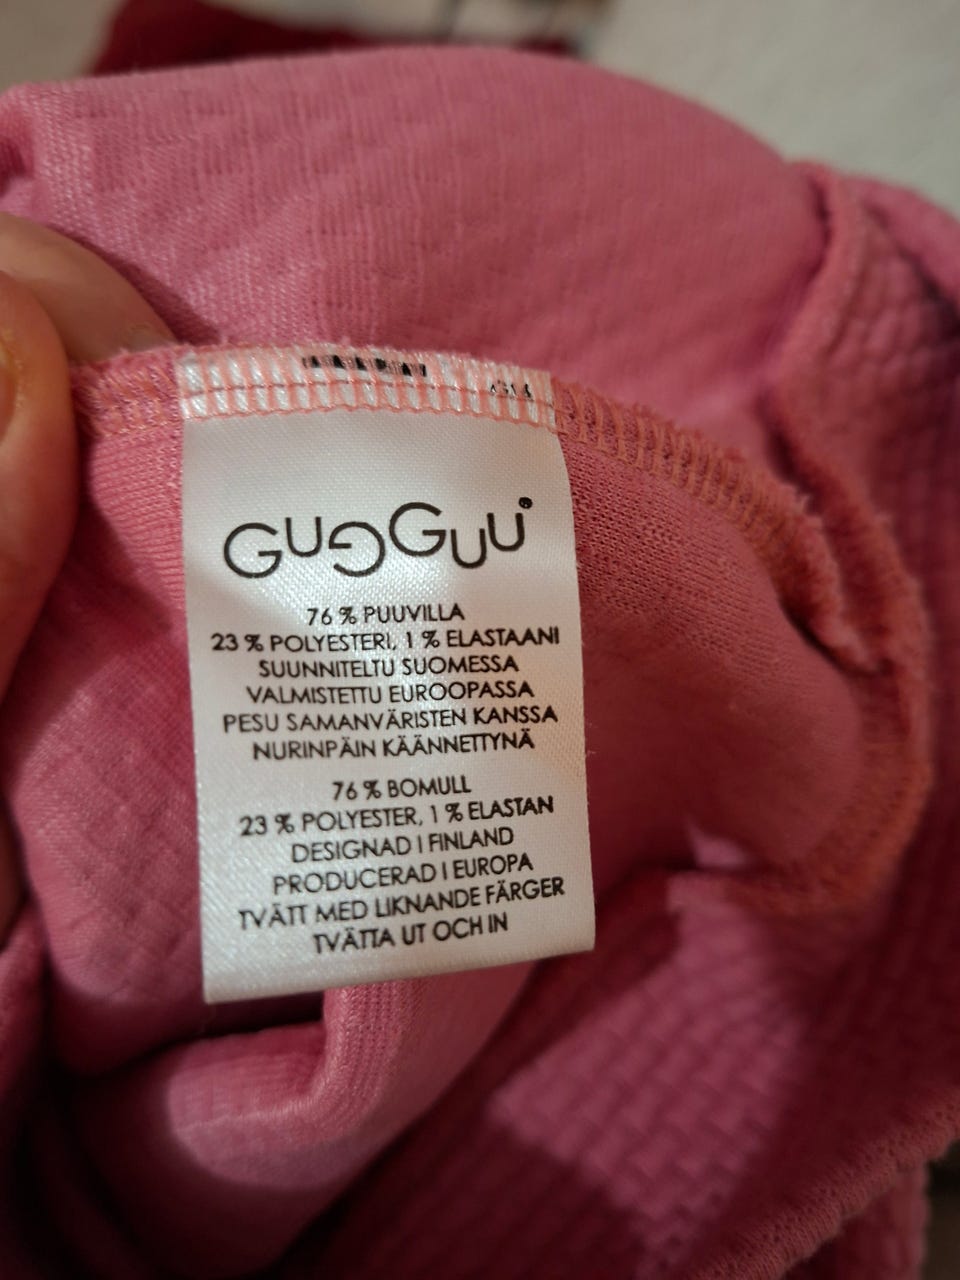 GUGGUU
76 % PUUVILLA
23 % POLYESTERI, 1 % ELASTAANI
SUUNNITELTU SUOMESSA
VALMISTETTU EUROOPASSA
PESU SAMANVÄRISTEN KANSSA
NURINPÄIN KÄÄNNETTYNÄ
76 % BOMULL
23 % POLYESTER, 1 % ELASTAN
DESIGNAD I FINLAND
PRODUCERAD I EUROPA
TVÄTT MED LIKNANDE FÄRGER
TVÄTTA UT OCH IN